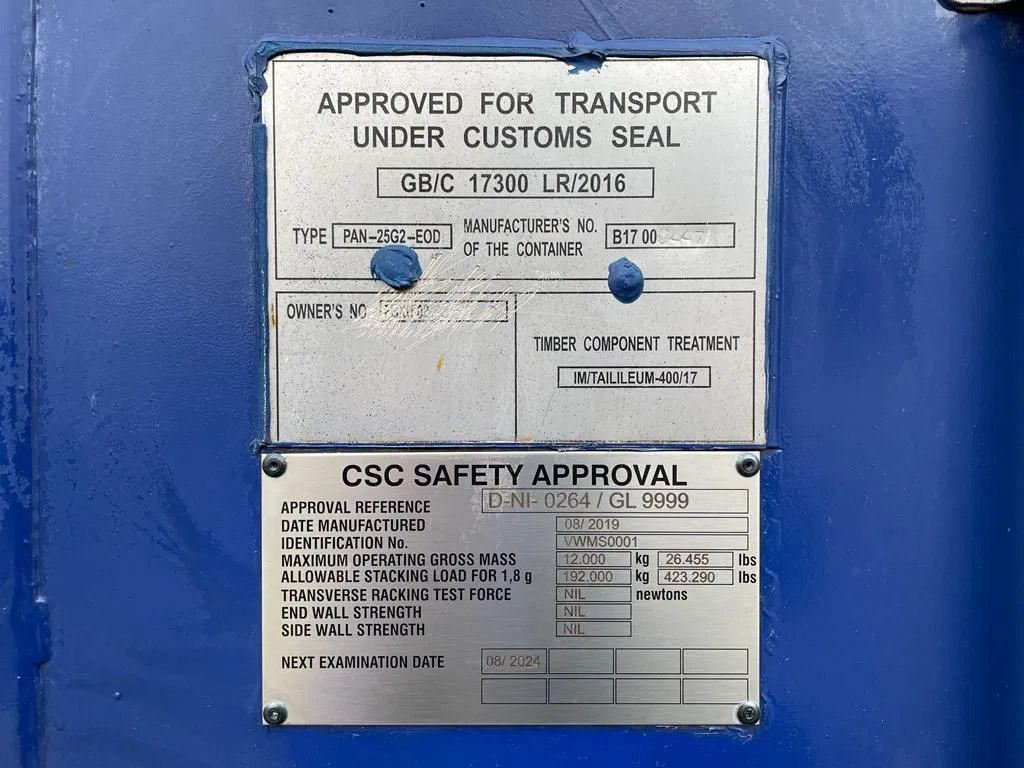 APPROVED FOR TRANSPORT
UNDER CUSTOMS SEAL
GB/C 17300 LR/2016
TYPE PAN-25G2-EOD MANUFACTURER'S NO. OF THE CONTAINER B17 00
OWNER'S NO
TIMBER COMPONENT TREATMENT
IM/TAILILEUM-400/17
CSC SAFETY APPROVAL
APPROVAL REFERENCE D-NI- 0264 / GL 9999
DATE MANUFACTURED 08/ 2019
IDENTIFICATION No. VWMS0001
MAXIMUM OPERATING GROSS MASS 12.000 kg 26.455 lbs
ALLOWABLE STACKING LOAD FOR 1,8 g 192.000 kg 423.290 lbs
TRANSVERSE RACKING TEST FORCE NIL newtons
END WALL STRENGTH NIL
SIDE WALL STRENGTH NIL
NEXT EXAMINATION DATE 08/ 2024